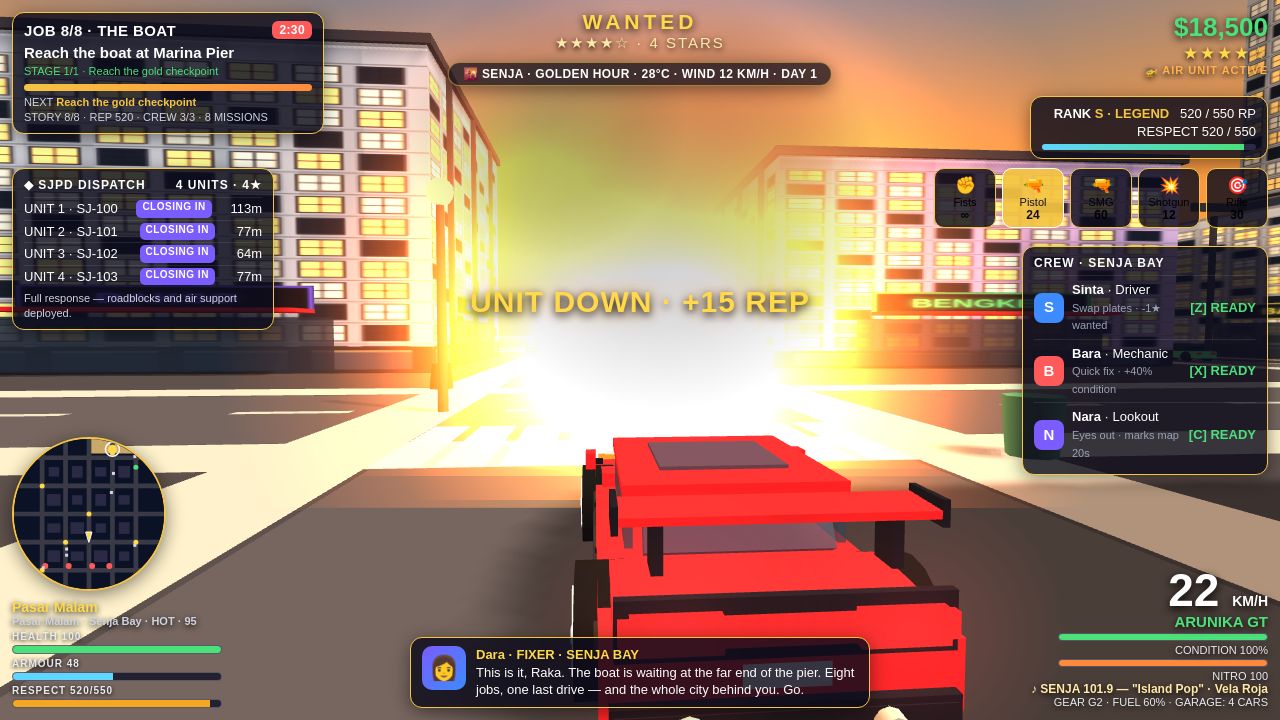 JOB 8/8 · THE BOAT 2:30
Reach the boat at Marina Pier
STAGE 1/1 · Reach the gold checkpoint
NEXT Reach the gold checkpoint
STORY 8/8 · REP 520 · CREW 3/3 · 8 MISSIONS
WANTED
★★★★☆ · 4 STARS
SENJA · GOLDEN HOUR · 28°C · WIND 12 KM/H · DAY 1
$18,500
AIR UNIT ACTIVE
RANK S · LEGEND 520 / 550 RP
RESPECT 520 / 550
◆ SJPD DISPATCH 4 UNITS · 4★
UNIT 1 · SJ-100 CLOSING IN 113m
UNIT 2 · SJ-101 CLOSING IN 77m
UNIT 3 · SJ-102 CLOSING IN 64m
UNIT 4 · SJ-103 CLOSING IN 77m
Full response — roadblocks and air support
deployed.
Fists Pistol SMG Shotgun Rifle
∞ 24 60 12 30
UNIT DOWN · +15 REP
CREW · SENJA BAY
S
Sinta · Driver
Swap plates · -1★
wanted
[Z] READY
B
Bara · Mechanic
Quick fix · +40%
condition
[X] READY
N
Nara · Lookout
Eyes out · marks map
20s
[C] READY
Pasar Malam
Pasar Malam · Senja Bay · HOT · 95
HEALTH 100
ARMOUR 48
RESPECT 520/550
Dara · FIXER · SENJA BAY
This is it, Raka. The boat is waiting at the far end of the pier. Eight
jobs, one last drive — and the whole city behind you. Go.
22 KM/H
ARUNIKA GT
CONDITION 100%
NITRO 100
♪ SENJA 101.9 — "Island Pop" · Vela Roja
GEAR G2 · FUEL 60% · GARAGE: 4 CARS